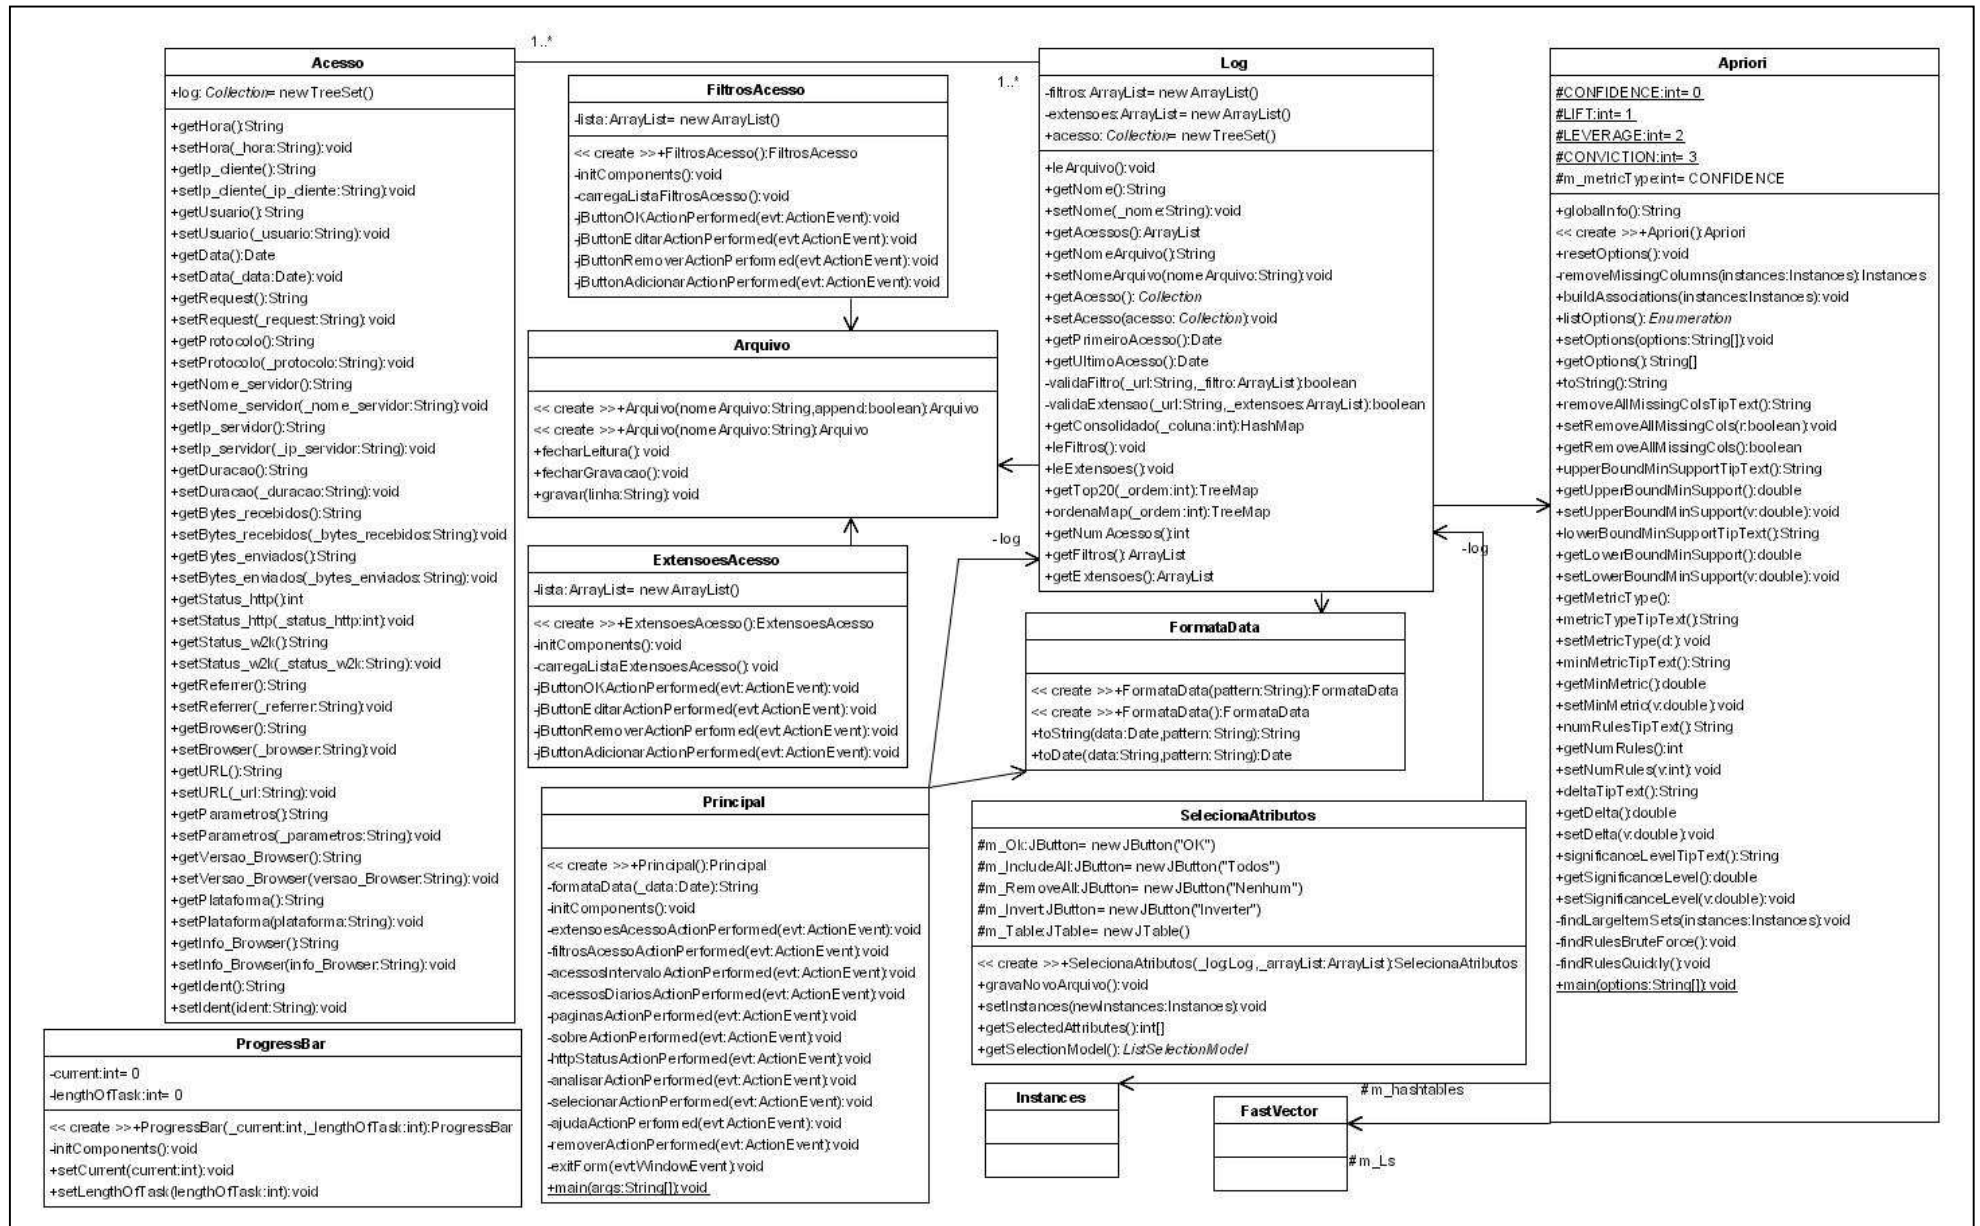 1..*
1..*
Acesso
+log: Collection= new TreeSet()
+getHora():String
+setHora(_hora:String):void
+getIp_cliente():String
+setIp_cliente(_ip_cliente:String):void
+getUsuario():String
+setUsuario(_usuario:String):void
+getData():Date
+setData(_data:Date):void
+getRequest():String
+setRequest(_request:String):void
+getProtocolo():String
+setProtocolo(_protocolo:String):void
+getNome_servidor():String
+setNome_servidor(_nome_servidor:String):void
+getIp_servidor():String
+setIp_servidor(_ip_servidor:String):void
+getDuracao():String
+setDuracao(_duracao:String):void
+getBytes_recebidos():String
+setBytes_recebidos(_bytes_recebidos:String):void
+getBytes_enviados():String
+setBytes_enviados(_bytes_enviados:String):void
+getStatus_http():int
+setStatus_http(_status_http:int):void
+getStatus_w2k():String
+setStatus_w2k(_status_w2k:String):void
+getReferrer():String
+setReferrer(_referrer:String):void
+getBrowser():String
+setBrowser(_browser:String):void
+getURL():String
+setURL(_url:String):void
+getParametros():String
+setParametros(_parametros:String):void
+getVersao_Browser():String
+setVersao_Browser(versao_Browser:String):void
+getPlataforma():String
+setPlataforma(plataforma:String):void
+getInfo_Browser():String
+setInfo_Browser(info_Browser:String):void
+getIdent():String
+setIdent(ident:String):void
ProgressBar
-current:int= 0
-lengthOfTask:int= 0
<< create >>+ProgressBar(_current:int,_lengthOfTask:int):ProgressBar
-initComponents():void
+setCurrent(current:int):void
+setLengthOfTask(lengthOfTask:int):void
FiltrosAcesso
-lista:ArrayList= new ArrayList()
<< create >>+FiltrosAcesso():FiltrosAcesso
-initComponents():void
-carregaListaFiltrosAcesso():void
-jButtonOKActionPerformed(evt:ActionEvent):void
-jButtonEditarActionPerformed(evt:ActionEvent):void
-jButtonRemoverActionPerformed(evt:ActionEvent):void
-jButtonAdicionarActionPerformed(evt:ActionEvent):void
Arquivo
<< create >>+Arquivo(nomeArquivo:String,append:boolean):Arquivo
<< create >>+Arquivo(nomeArquivo:String):Arquivo
+fecharLeitura():void
+fecharGravacao():void
+gravar(linha:String):void
ExtensoesAcesso
-lista:ArrayList= new ArrayList()
<< create >>+ExtensoesAcesso():ExtensoesAcesso
-initComponents():void
-carregaListaExtensoesAcesso():void
-jButtonOKActionPerformed(evt:ActionEvent):void
-jButtonEditarActionPerformed(evt:ActionEvent):void
-jButtonRemoverActionPerformed(evt:ActionEvent):void
-jButtonAdicionarActionPerformed(evt:ActionEvent):void
Principal
<< create >>+Principal():Principal
-formataData(_data:Date):String
-initComponents():void
-extensoesAcessoActionPerformed(evt:ActionEvent):void
-filtrosAcessoActionPerformed(evt:ActionEvent):void
-acessosIntervaloActionPerformed(evt:ActionEvent):void
-acessosDiariosActionPerformed(evt:ActionEvent):void
-paginasActionPerformed(evt:ActionEvent):void
-sobreActionPerformed(evt:ActionEvent):void
-httpStatusActionPerformed(evt:ActionEvent):void
-analisarActionPerformed(evt:ActionEvent):void
-selecionarActionPerformed(evt:ActionEvent):void
-ajudaActionPerformed(evt:ActionEvent):void
-removerActionPerformed(evt:ActionEvent):void
-exitForm(evt:WindowEvent):void
+main(args:String[]):void
Log
-filtros:ArrayList= new ArrayList()
-extensoes:ArrayList= new ArrayList()
+acesso: Collection= new TreeSet()
+leArquivo():void
+getNome():String
+setNome(_nome:String):void
+getAcessos():ArrayList
+getNomeArquivo():String
+setNomeArquivo(nomeArquivo:String):void
+getAcesso(): Collection
+setAcesso(acesso: Collection):void
+getPrimeiroAcesso():Date
+getUltimoAcesso():Date
-validaFiltro(_url:String,_filtro:ArrayList):boolean
-validaExtensao(_url:String,_extensoes:ArrayList):boolean
+getConsolidado(_coluna:int):HashMap
+leFiltros():void
+leExtensoes():void
+getTop20(_ordem:int):TreeMap
+ordenaMap(_ordem:int):TreeMap
+getNumAcessos():int
+getFiltros():ArrayList
+getExtensoes():ArrayList
-log
-log
FormataData
<< create >>+FormataData(pattern:String):FormataData
<< create >>+FormataData():FormataData
+toString(data:Date,pattern:String):String
+toDate(data:String,pattern:String):Date
SelecionaAtributos
#m_Ok:JButton= new JButton("OK")
#m_IncludeAll:JButton= new JButton("Todos")
#m_RemoveAll:JButton= new JButton("Nenhum")
#m_Invert:JButton= new JButton("Inverter")
#m_Table:JTable= new JTable()
<< create >>+SelecionaAtributos(_log:Log,_arrayList:ArrayList):SelecionaAtributos
+gravaNovoArquivo():void
+setInstances(newInstances:Instances):void
+getSelectedAttributes():int[]
+getSelectionModel(): ListSelectionModel
Instances
#m_hashtables
FastVector
#m_Ls
Apriori
#CONFIDENCE:int= 0
#LIFT:int= 1
#LEVERAGE:int= 2
#CONVICTION:int= 3
#m_metricType:int= CONFIDENCE
+globalInfo():String
<< create >>+Apriori():Apriori
+resetOptions():void
-removeMissingColumns(instances:Instances):Instances
+buildAssociations(instances:Instances):void
+listOptions(): Enumeration
+setOptions(options:String[]):void
+getOptions():String[]
+toString():String
+removeAllMissingColsTipText():String
+setRemoveAllMissingCols(r:boolean):void
+getRemoveAllMissingCols():boolean
+upperBoundMinSupportTipText():String
+getUpperBoundMinSupport():double
+setUpperBoundMinSupport(v:double):void
+lowerBoundMinSupportTipText():String
+getLowerBoundMinSupport():double
+setLowerBoundMinSupport(v:double):void
+getMetricType():
+metricTypeTipText():String
+setMetricType(d:):void
+minMetricTipText():String
+getMinMetric():double
+setMinMetric(v:double):void
+numRulesTipText():String
+getNumRules():int
+setNumRules(v:int):void
+deltaTipText():String
+getDelta():double
+setDelta(v:double):void
+significanceLevelTipText():String
+getSignificanceLevel():double
+setSignificanceLevel(v:double):void
-findLargeItemSets(instances:Instances):void
-findRulesBruteForce():void
-findRulesQuickly():void
+main(options:String[]):void